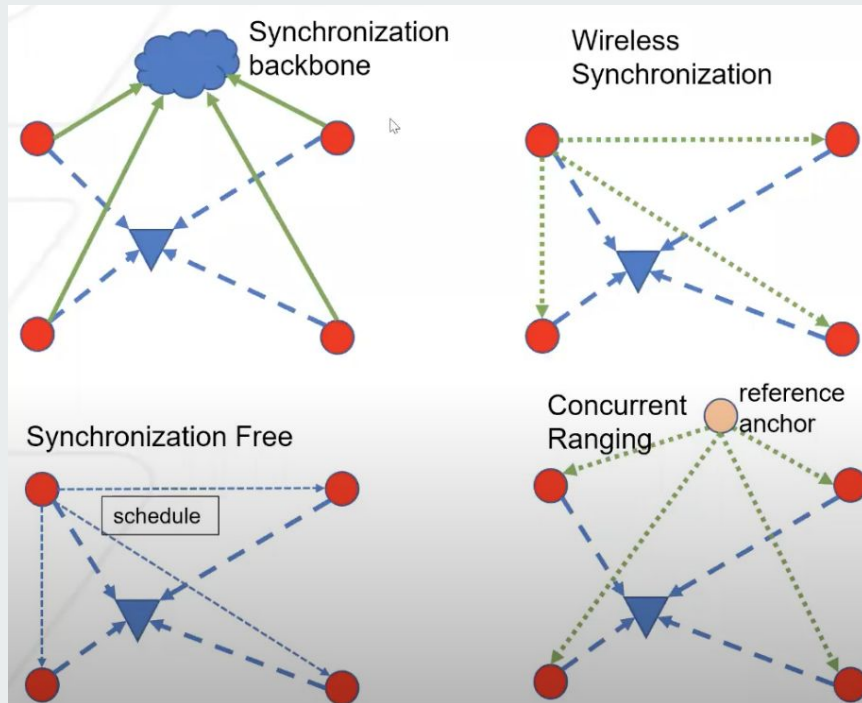 Synchronization
backbone
Wireless
Synchronization
Synchronization Free
schedule
Concurrent
Ranging
reference
anchor